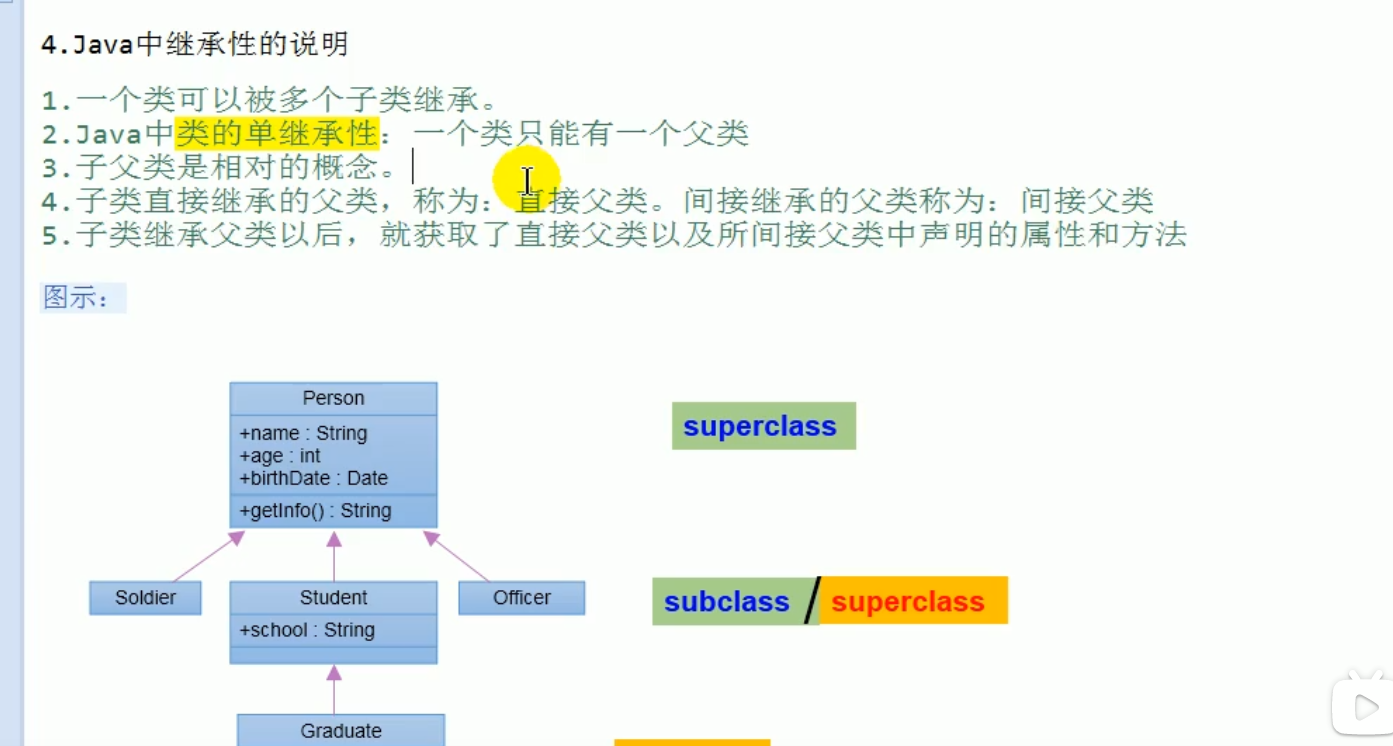 4.Java中继承性的说明
1.一个类可以被多个子类继承。
2.Java中类的单继承性：一个类只能有一个父类
3.子父类是相对的概念。
4.子类直接继承的父类，称为：直接父类。间接继承的父类称为：间接父类
5.子类继承父类以后，就获取了直接父类以及所间接父类中声明的属性和方法
图示：
Person
+name : String
+age : int
+birthDate : Date
+getInfo() : String
superclass
Soldier
Student
Officer
+school : String
subclass / superclass
Graduate